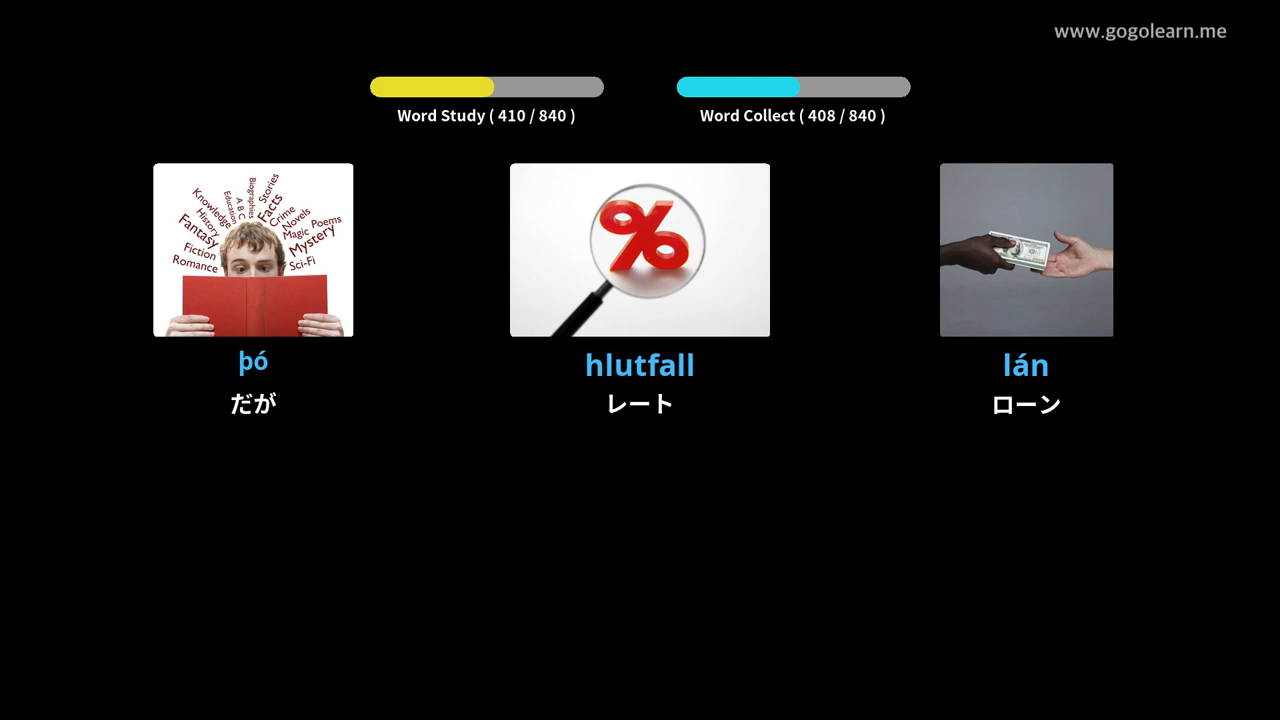 www.gogolearn.me
Word Study ( 410 / 840 )
Word Collect ( 408 / 840 )
Knowledge
History
Fantasy
Fiction
Romance
Education
A B C
Biographies
Stories
Facts
Crime
Novels
Magic
Poems
Mystery
Sci-Fi
%
þó
hlutfall
lán
だが
レート
ローン